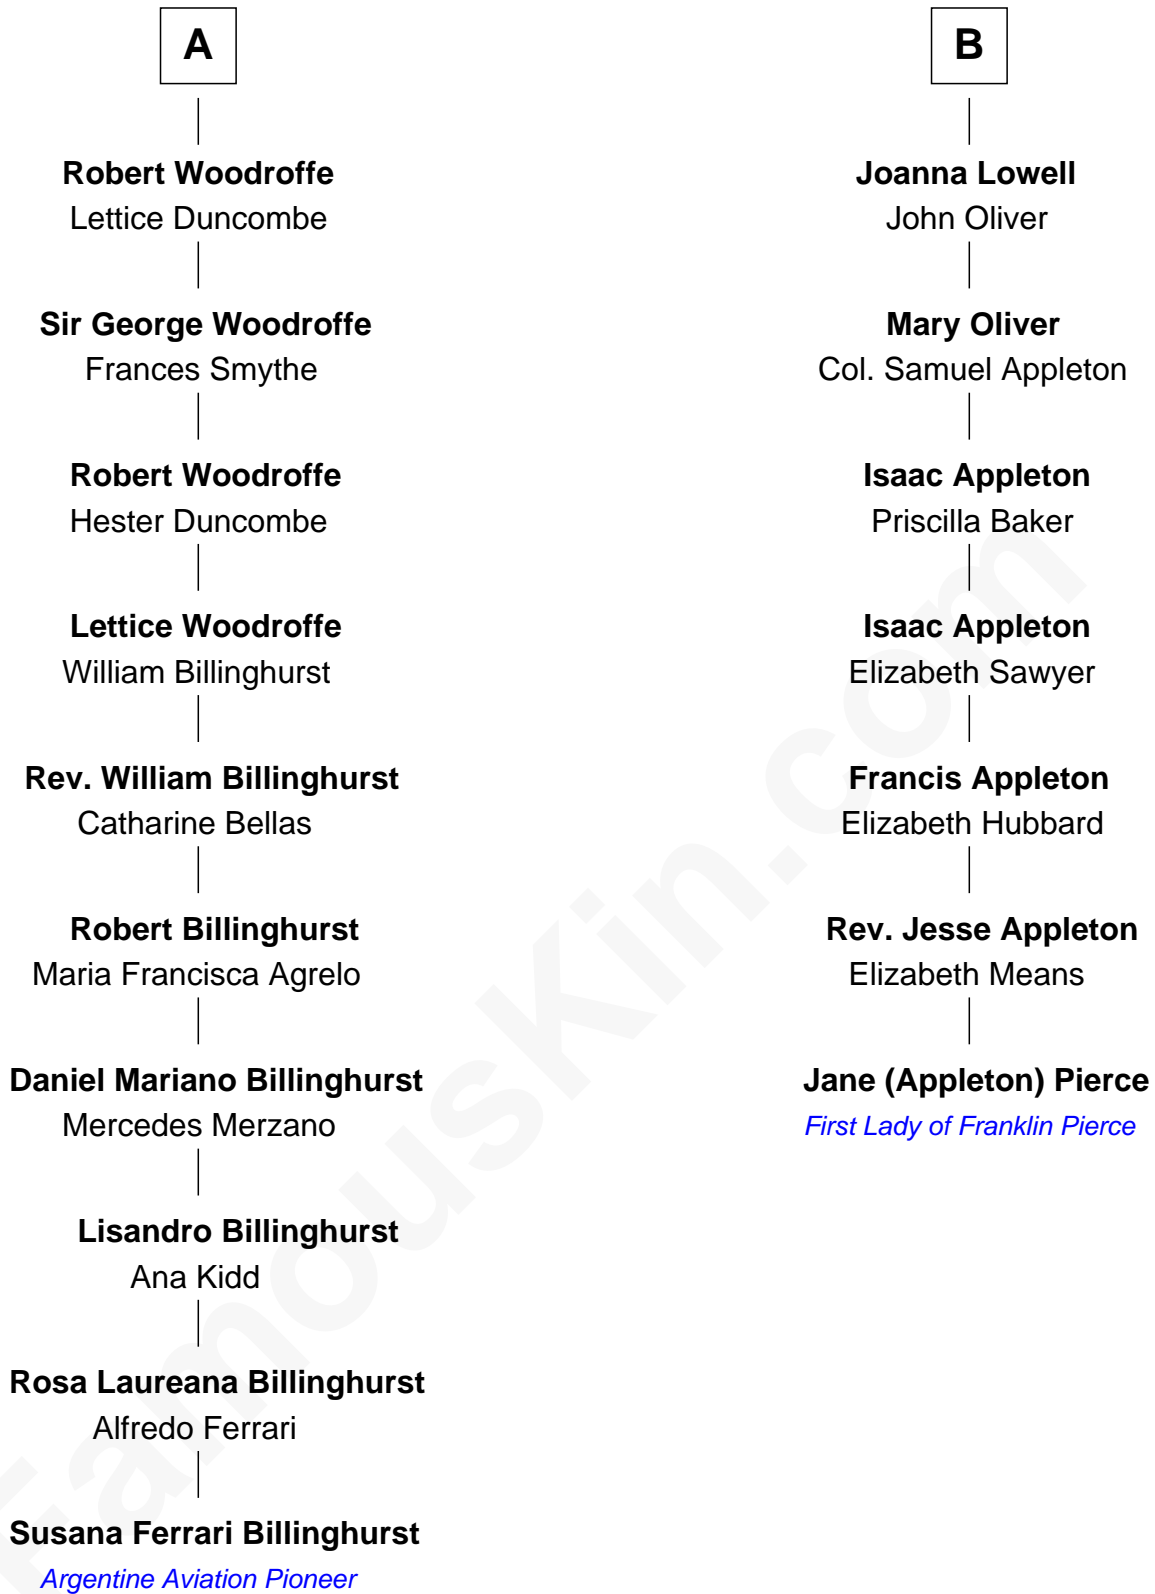 A
Robert Woodroffe
Lettice Duncombe
Sir George Woodroffe
Frances Smythe
Robert Woodroffe
Hester Duncombe
Lettice Woodroffe
William Billinghurst
Rev. William Billinghurst
Catharine Bellas
Robert Billinghurst
Maria Francisca Agrelo
Daniel Mariano Billinghurst
Mercedes Merzano
Lisandro Billinghurst
Ana Kidd
Rosa Laureana Billinghurst
Alfredo Ferrari
Susana Ferrari Billinghurst
Argentine Aviation Pioneer
B
Joanna Lowell
John Oliver
Mary Oliver
Col. Samuel Appleton
Isaac Appleton
Priscilla Baker
Isaac Appleton
Elizabeth Sawyer
Francis Appleton
Elizabeth Hubbard
Rev. Jesse Appleton
Elizabeth Means
Jane (Appleton) Pierce
First Lady of Franklin Pierce
FamousKin.com